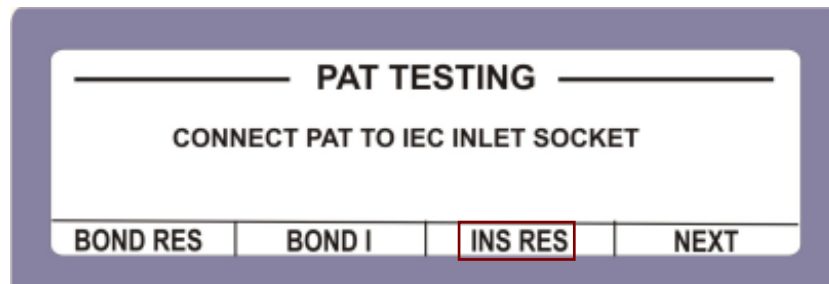 PAT TESTING
CONNECT PAT TO IEC INLET SOCKET
BOND RES BOND I INS RES NEXT